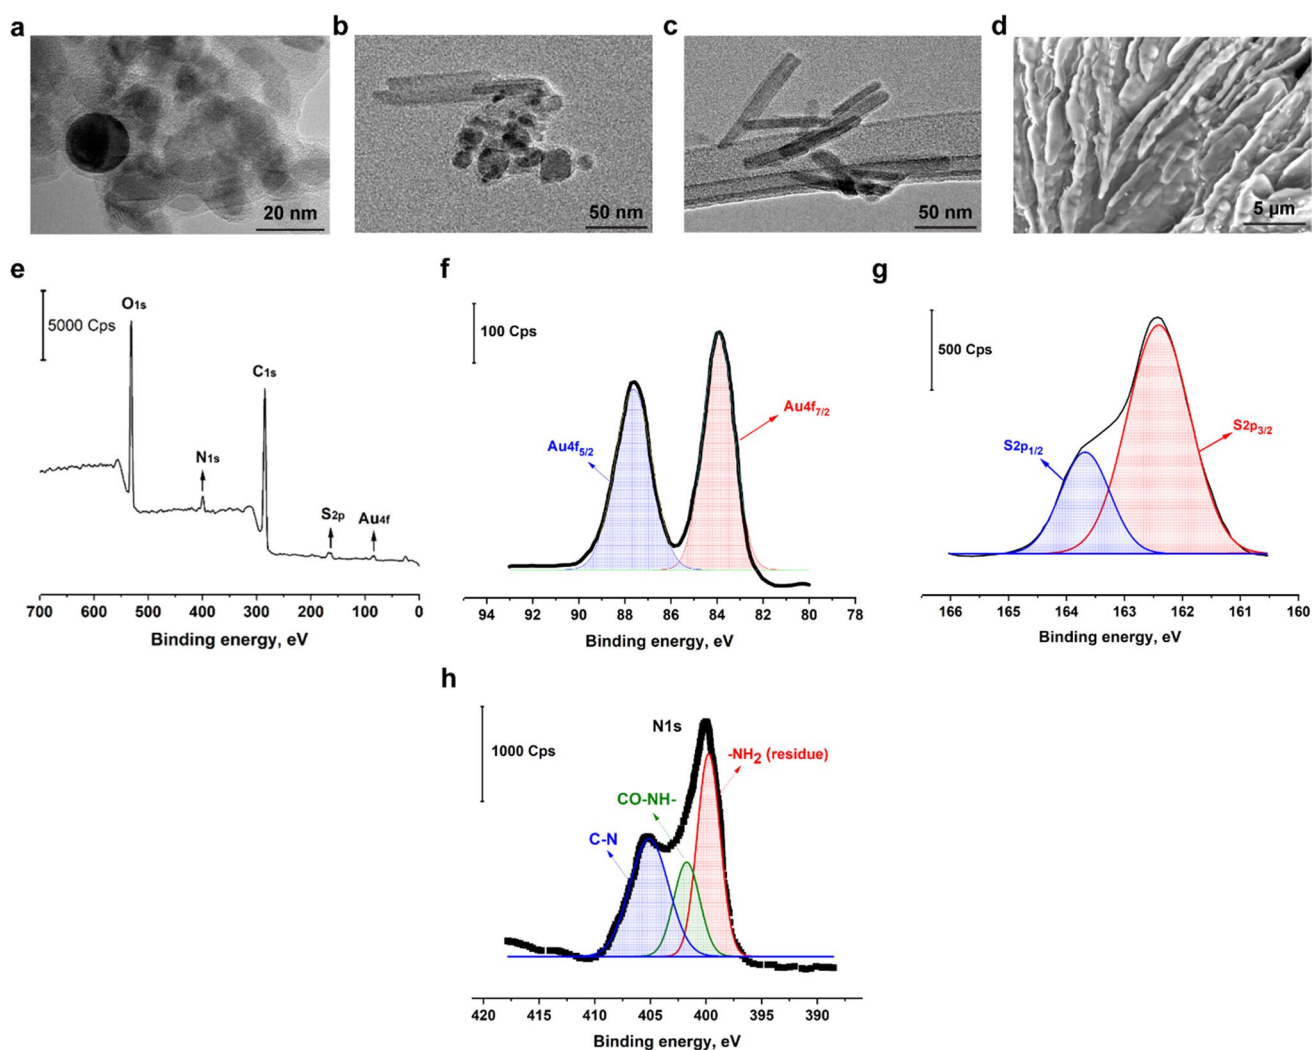 a
b
c
d
20 nm
50 nm
50 nm
5 μm
e
f
g
5000 Cps
O1s
C1s
N1s
S2p
Au4f
700 600 500 400 300 200 100 0
Binding energy, eV
100 Cps
Au4f5/2
Au4f7/2
94 92 90 88 86 84 82 80 78
Binding energy, eV
500 Cps
S2p1/2
S2p3/2
166 165 164 163 162 161 160
Binding energy, eV
h
1000 Cps
N1s
-NH2 (residue)
CO-NH-
C-N
420 415 410 405 400 395 390
Binding energy, eV